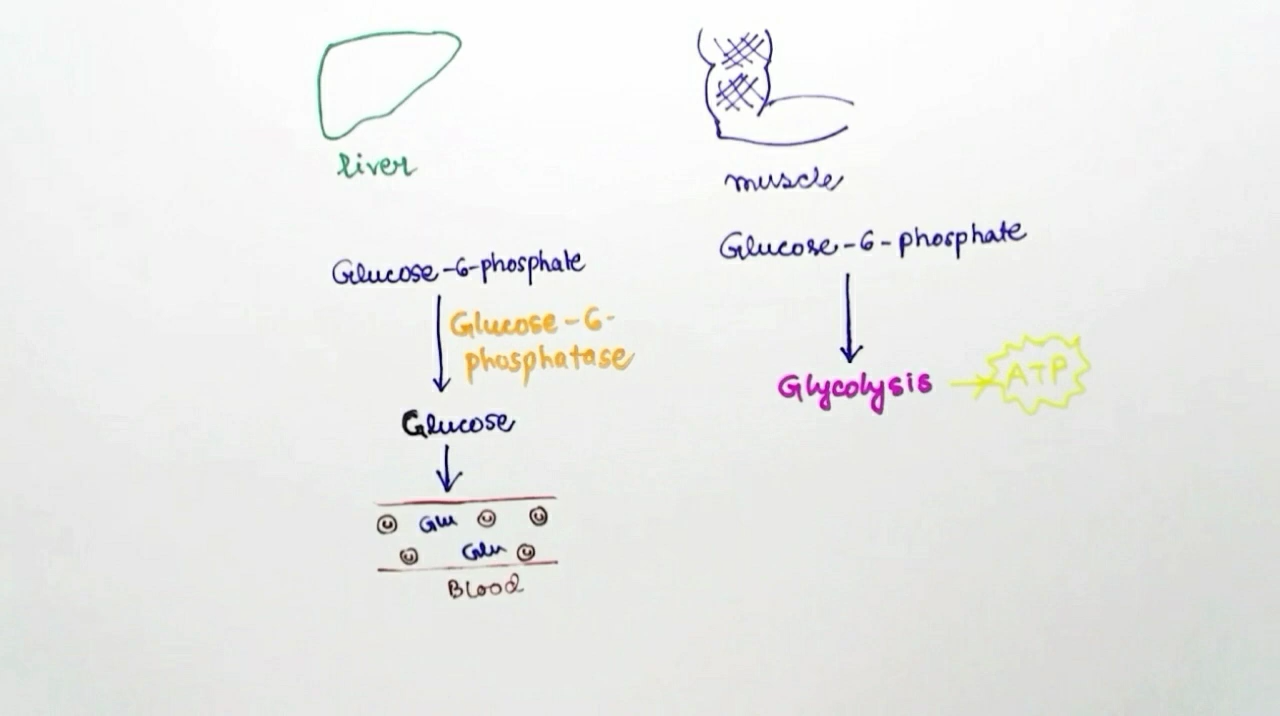 liver
Glucose-6-phosphate
Glucose-6-
phosphatase
Glucose
Glu
Glu
Blood
muscle
Glucose-6-phosphate
Glycolysis
ATP